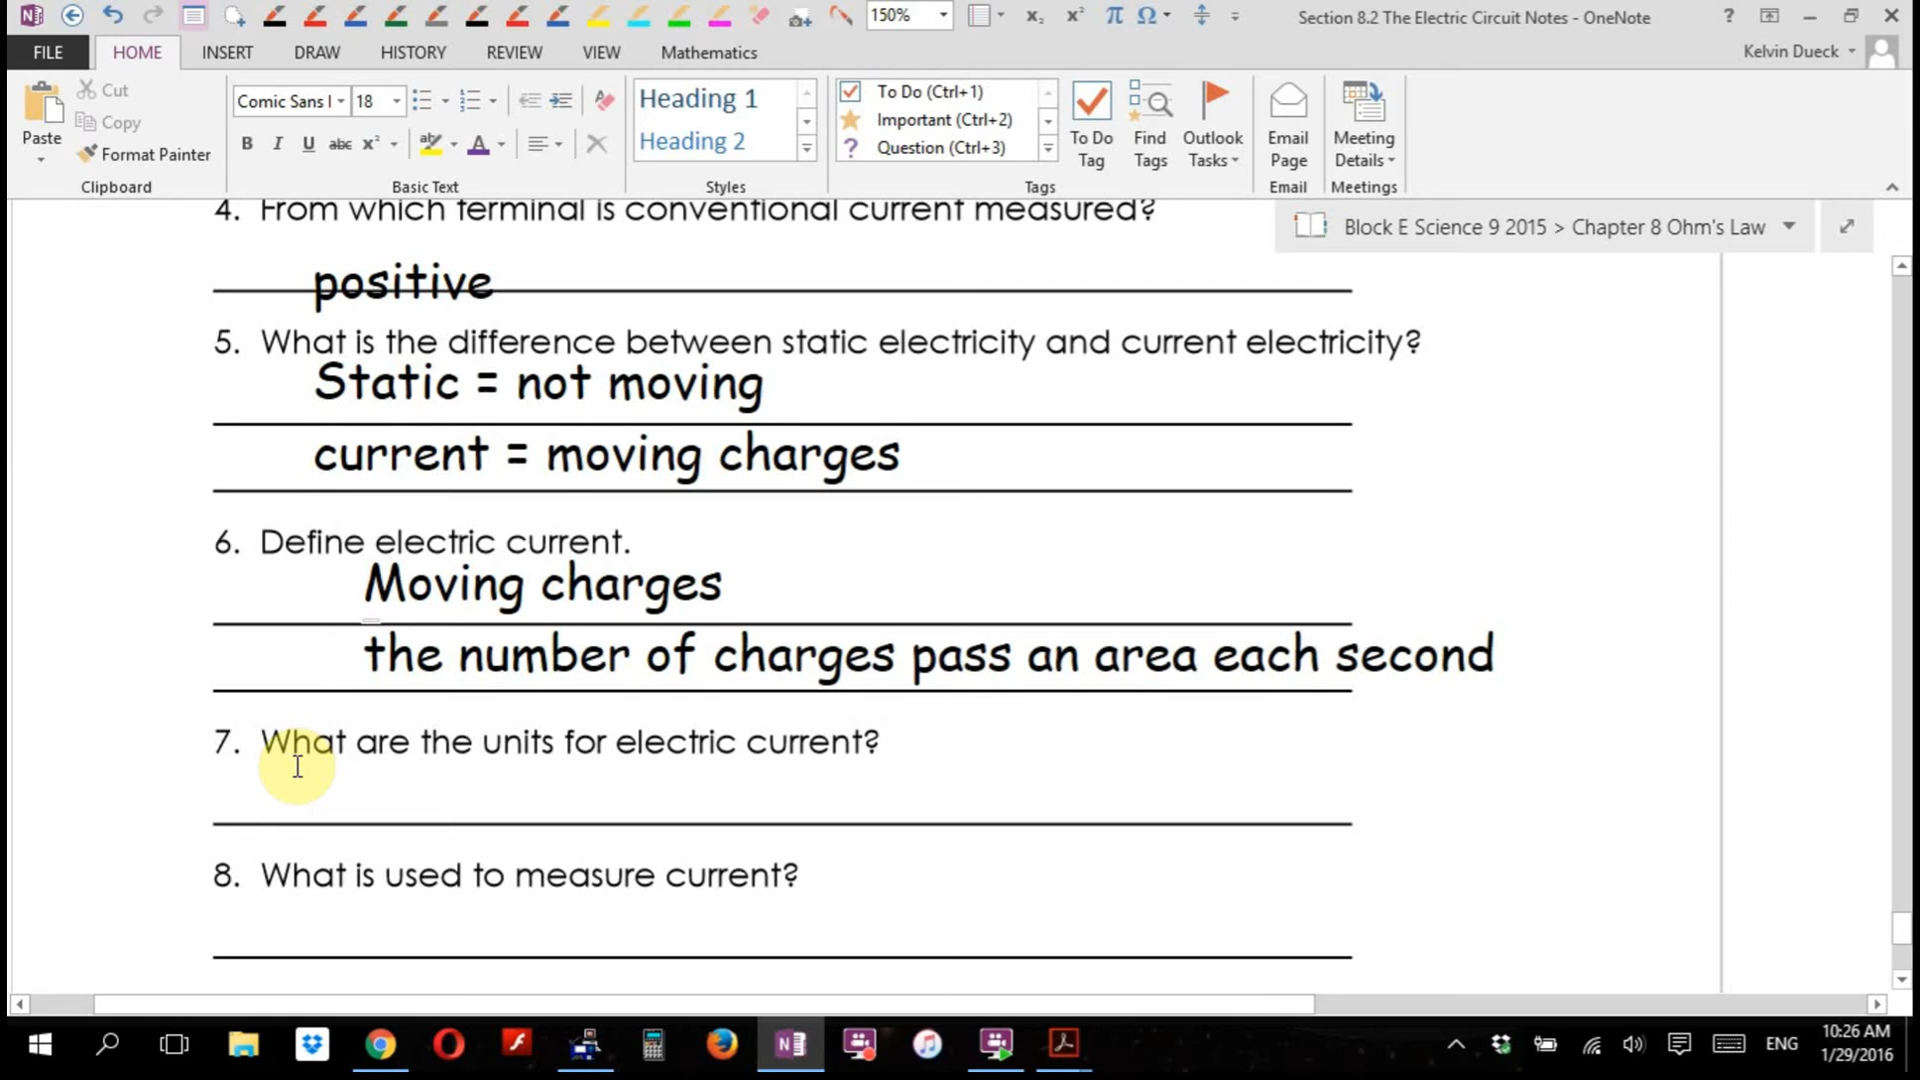 150%
x₂ x² π Ω
Section 8.2 The Electric Circuit Notes - OneNote
?
FILE HOME INSERT DRAW HISTORY REVIEW VIEW Mathematics
Kelvin Dueck
Paste
Cut
Copy
Format Painter
Clipboard
Comic Sans 18
B I U abc x² ab A
Basic Text
Heading 1
Heading 2
Styles
To Do (Ctrl+1)
Important (Ctrl+2)
? Question (Ctrl+3)
To Do Tag
Find Tags
Outlook Tasks
Tags
Email Page
Email
Meeting Details
Meetings
Block E Science 9 2015 > Chapter 8 Ohm's Law
4. From which terminal is conventional current measured?
positive
5. What is the difference between static electricity and current electricity?
Static = not moving
current = moving charges
6. Define electric current.
Moving charges
the number of charges pass an area each second
7. What are the units for electric current?
8. What is used to measure current?
ENG
10:26 AM
1/29/2016